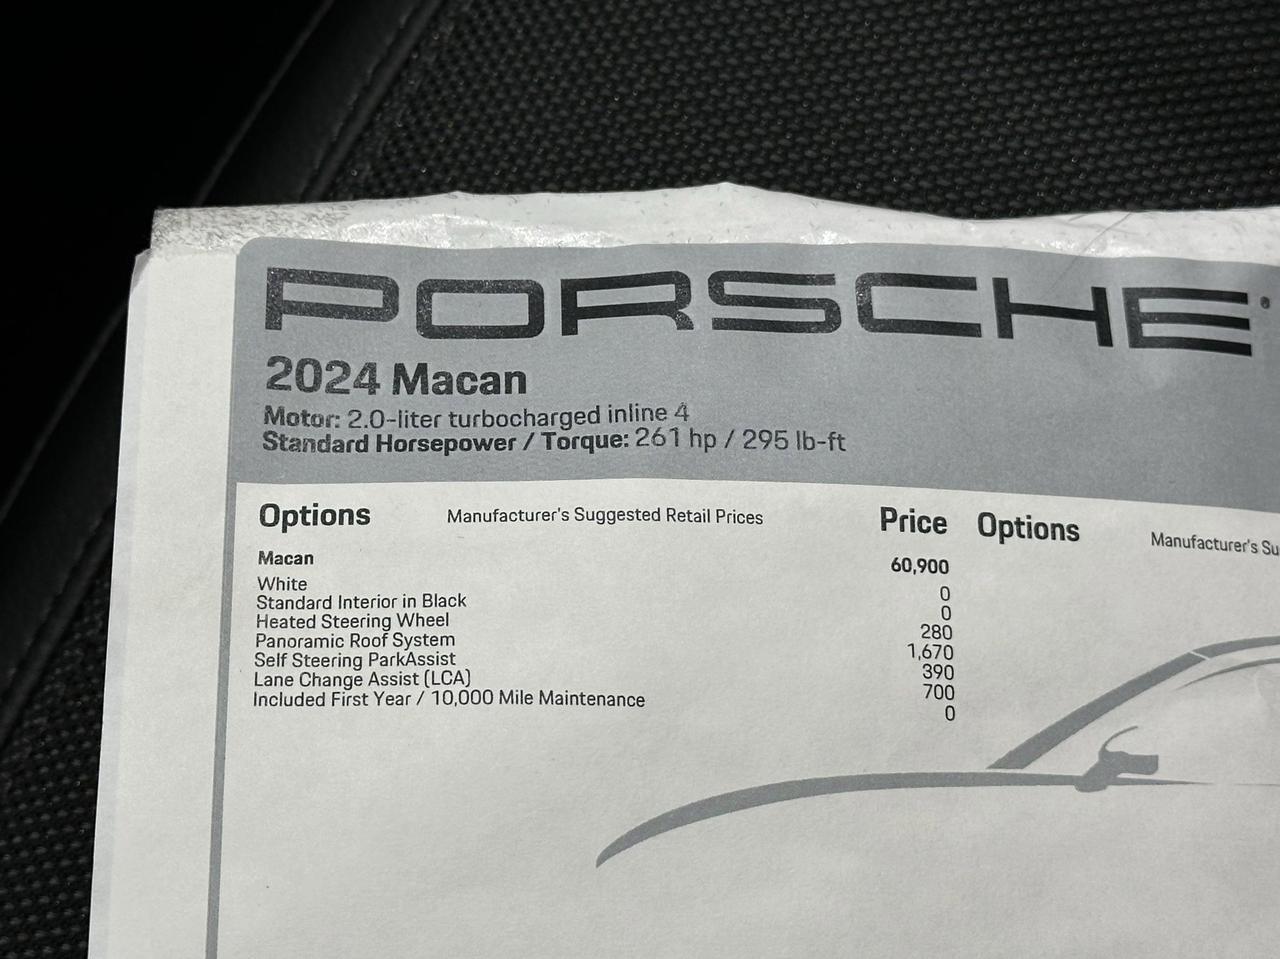 PORSCHE®
2024 Macan
Motor: 2.0-liter turbocharged inline 4
Standard Horsepower / Torque: 261 hp / 295 lb-ft
Options Manufacturer's Suggested Retail Prices Price Options Manufacturer's Su
Macan 60,900
White 0
Standard Interior in Black 0
Heated Steering Wheel 280
Panoramic Roof System 1,670
Self Steering ParkAssist 390
Lane Change Assist (LCA) 700
Included First Year / 10,000 Mile Maintenance 0